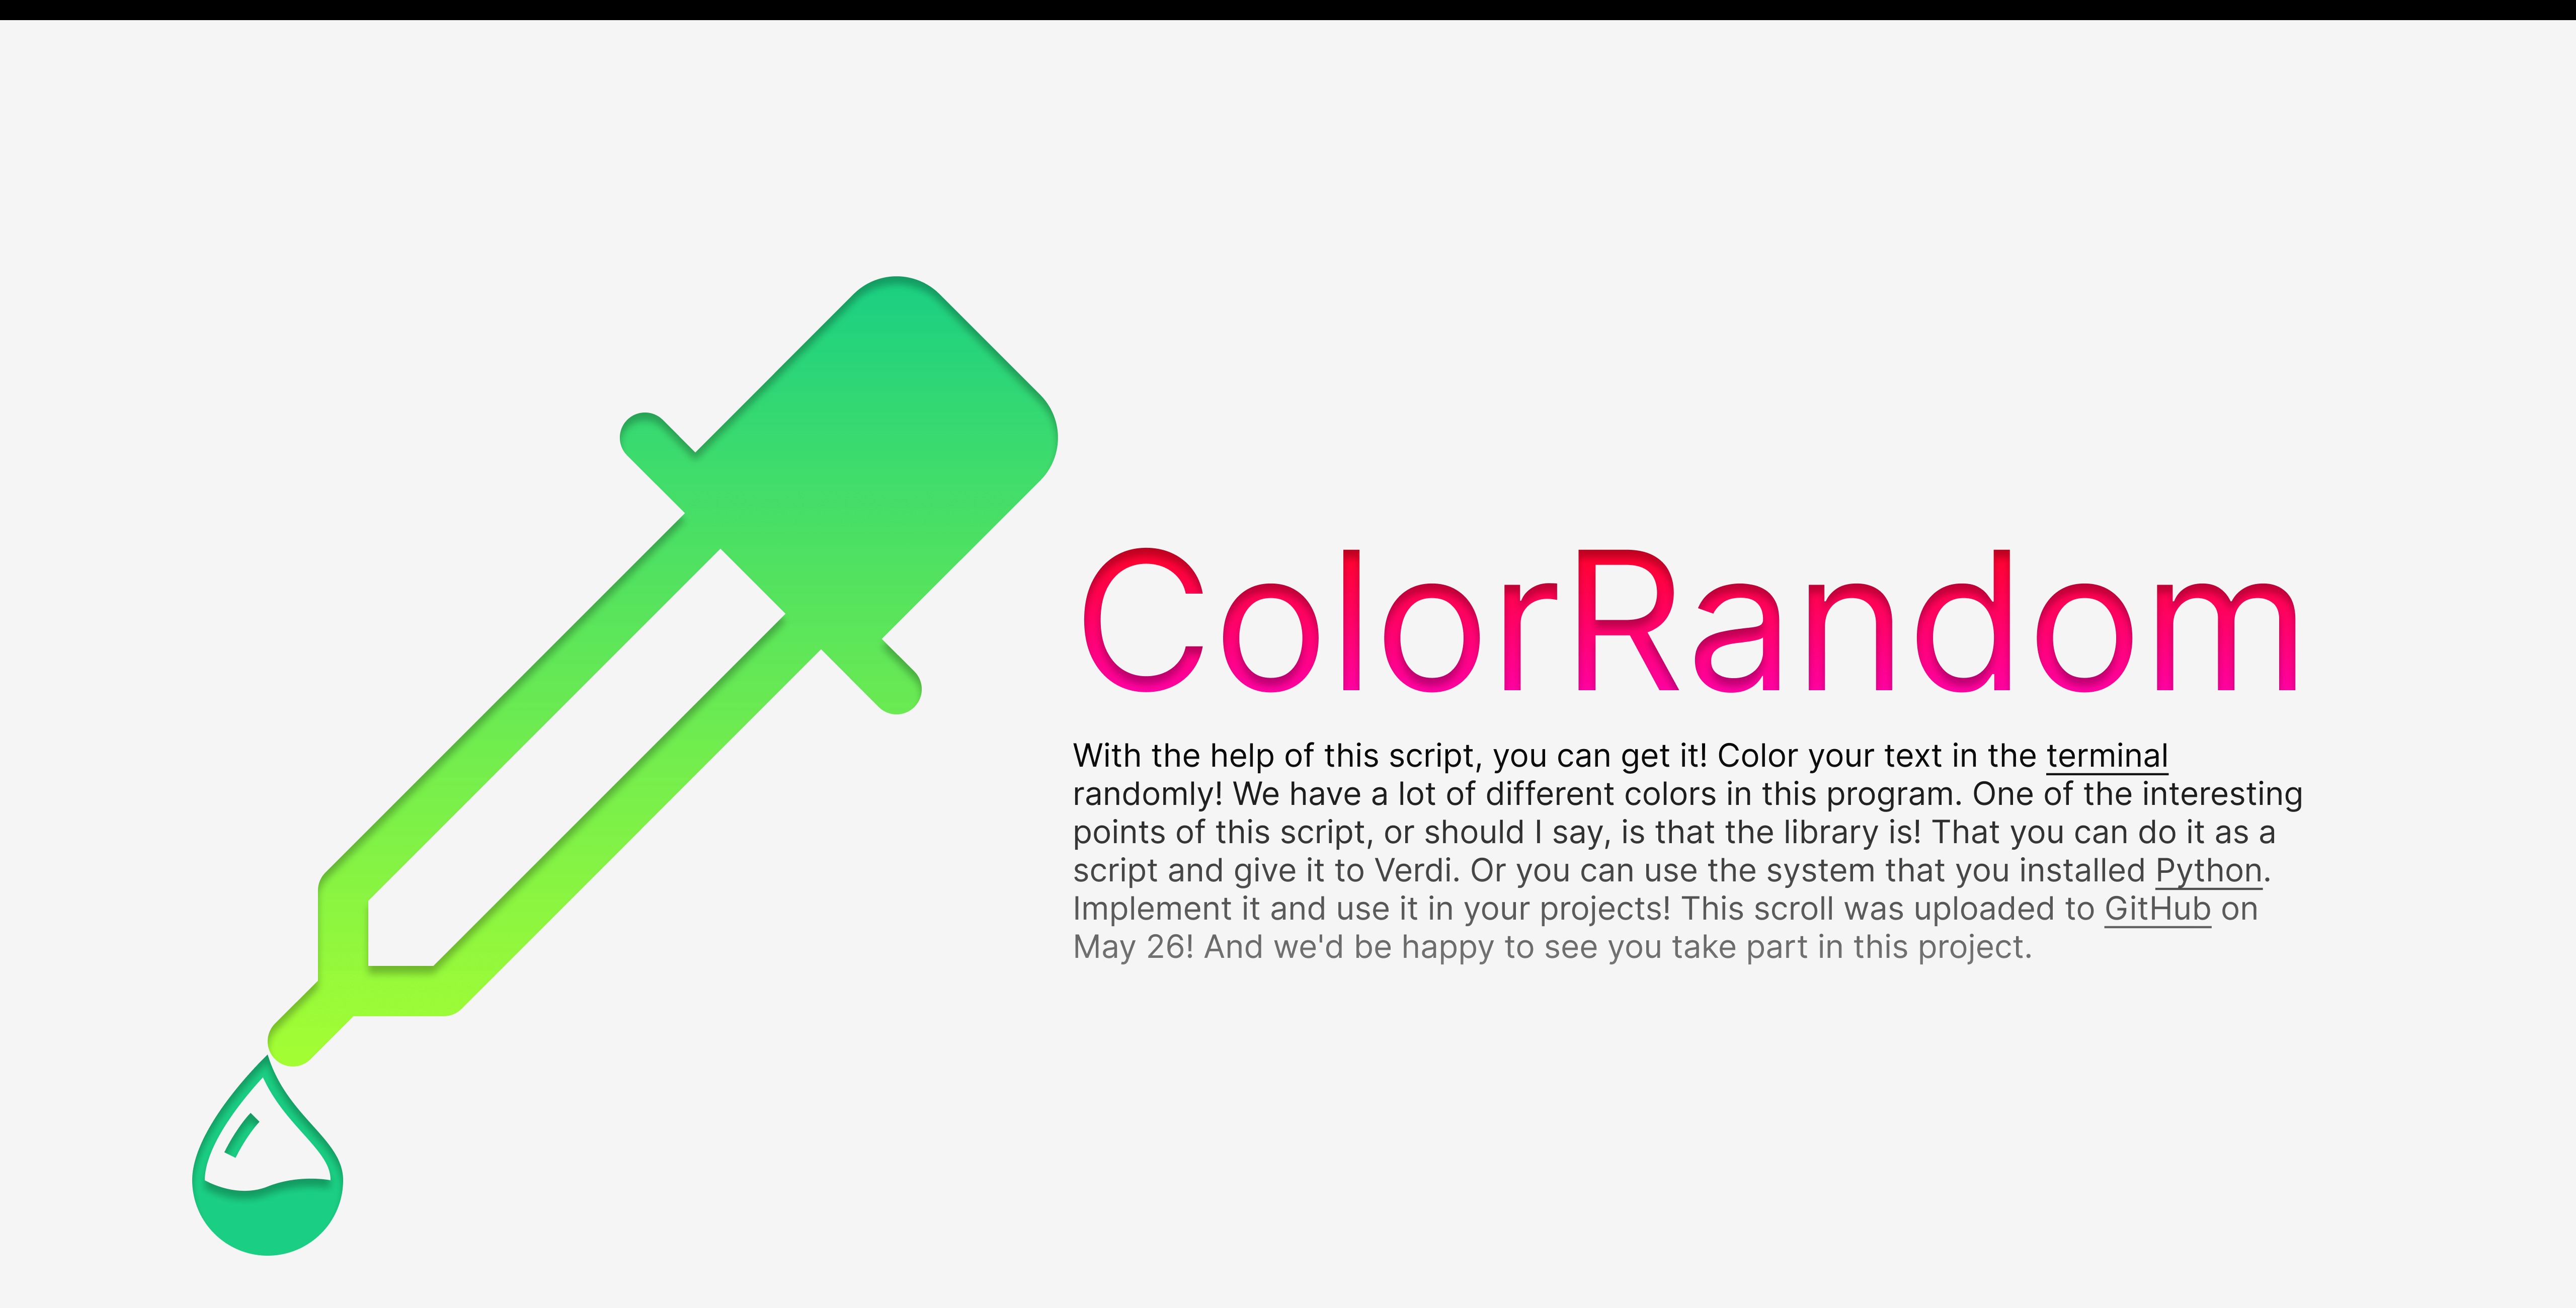 ColorRandom
With the help of this script, you can get it! Color your text in the terminal
randomly! We have a lot of different colors in this program. One of the interesting
points of this script, or should I say, is that the library is! That you can do it as a
script and give it to Verdi. Or you can use the system that you installed Python.
Implement it and use it in your projects! This scroll was uploaded to GitHub on
May 26! And we'd be happy to see you take part in this project.